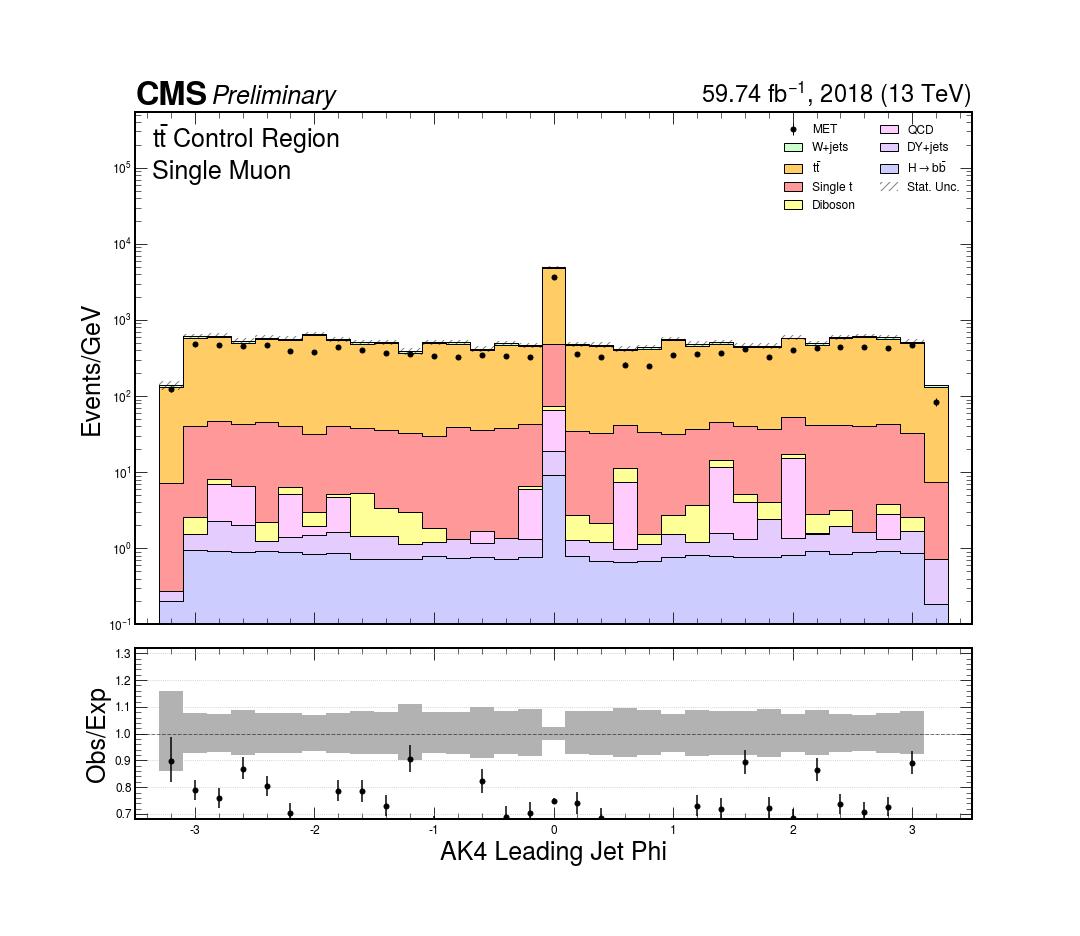 CMS Preliminary
59.74 fb⁻¹, 2018 (13 TeV)
tt̄ Control Region
Single Muon
MET
W+jets
tt̄
Single t
Diboson
QCD
DY+jets
H→bb̄
Stat. Unc.
Events/GeV
10⁵
10⁴
10³
10²
10¹
10⁰
10⁻¹
Obs/Exp
1.3
1.2
1.1
1.0
0.9
0.8
0.7
-3 -2 -1 0 1 2 3
AK4 Leading Jet Phi